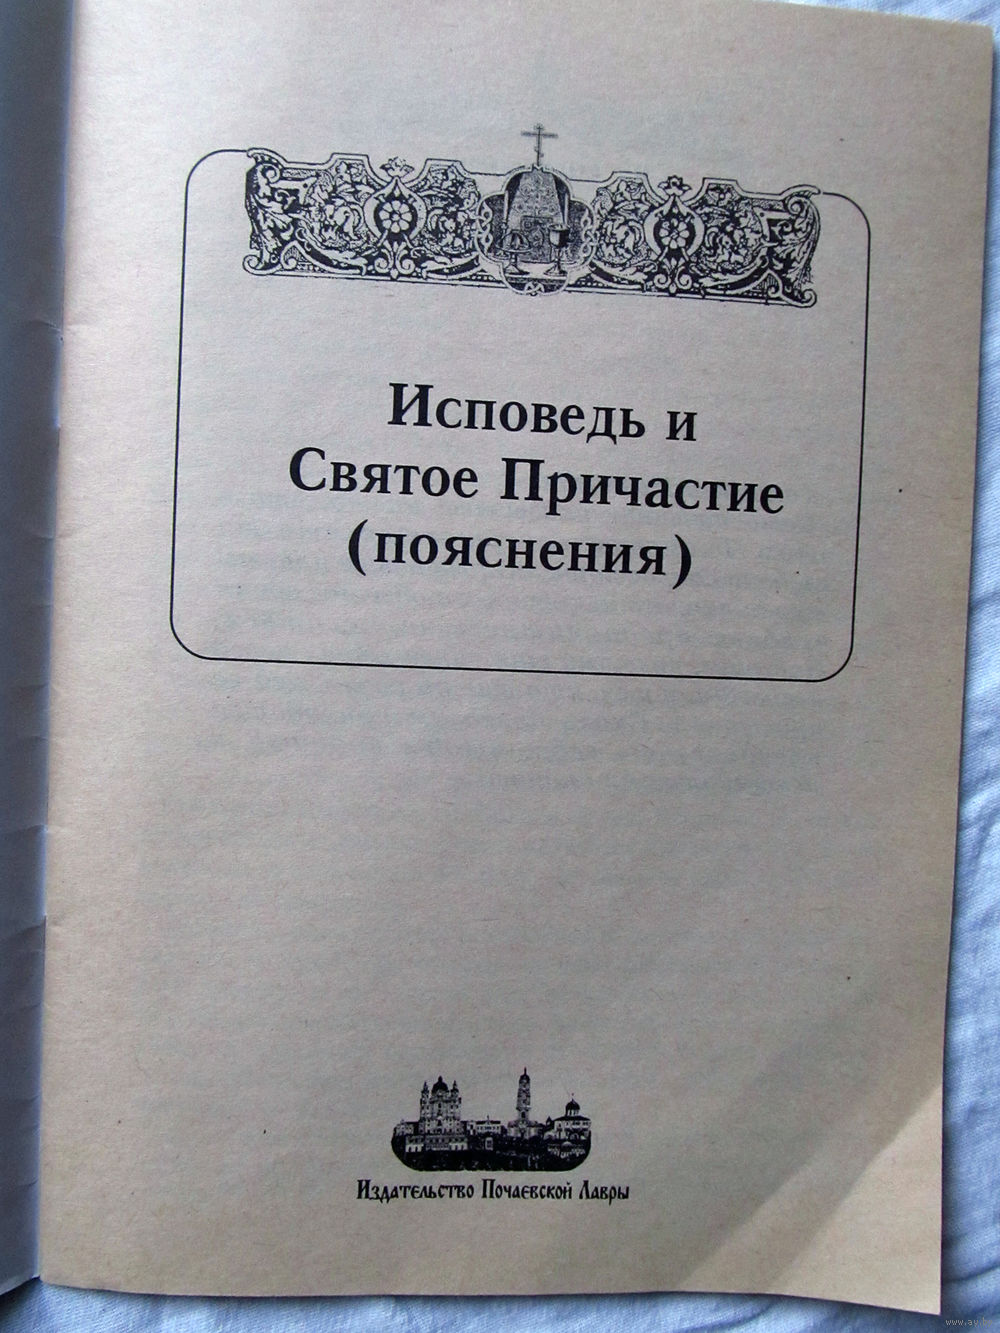 Исповедь и
Святое Причастие
(пояснения)
Издательство Почаевской Лавры